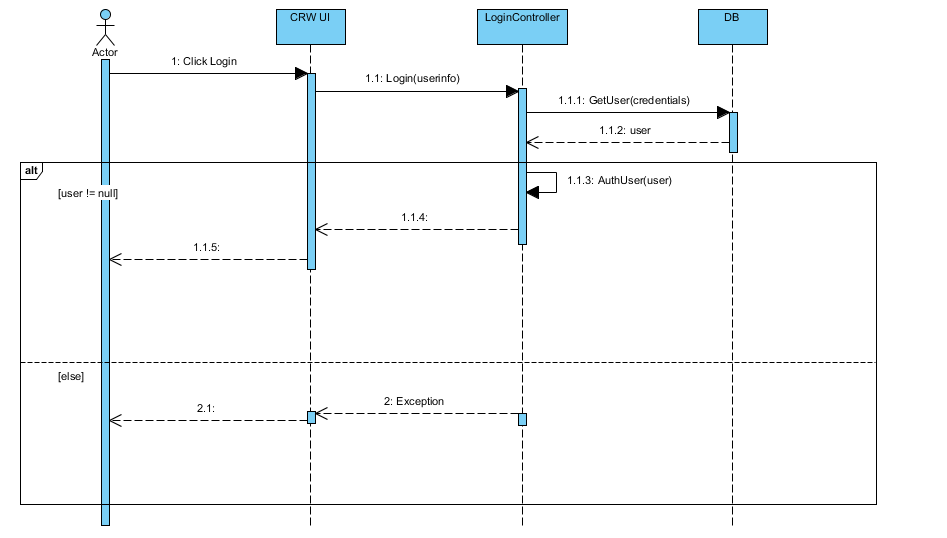 CRW UI
LoginController
DB
Actor
1: Click Login
1.1: Login(userinfo)
1.1.1: GetUser(credentials)
1.1.2: user
alt
[user != null]
1.1.3: AuthUser(user)
1.1.4:
1.1.5:
[else]
2: Exception
2.1: